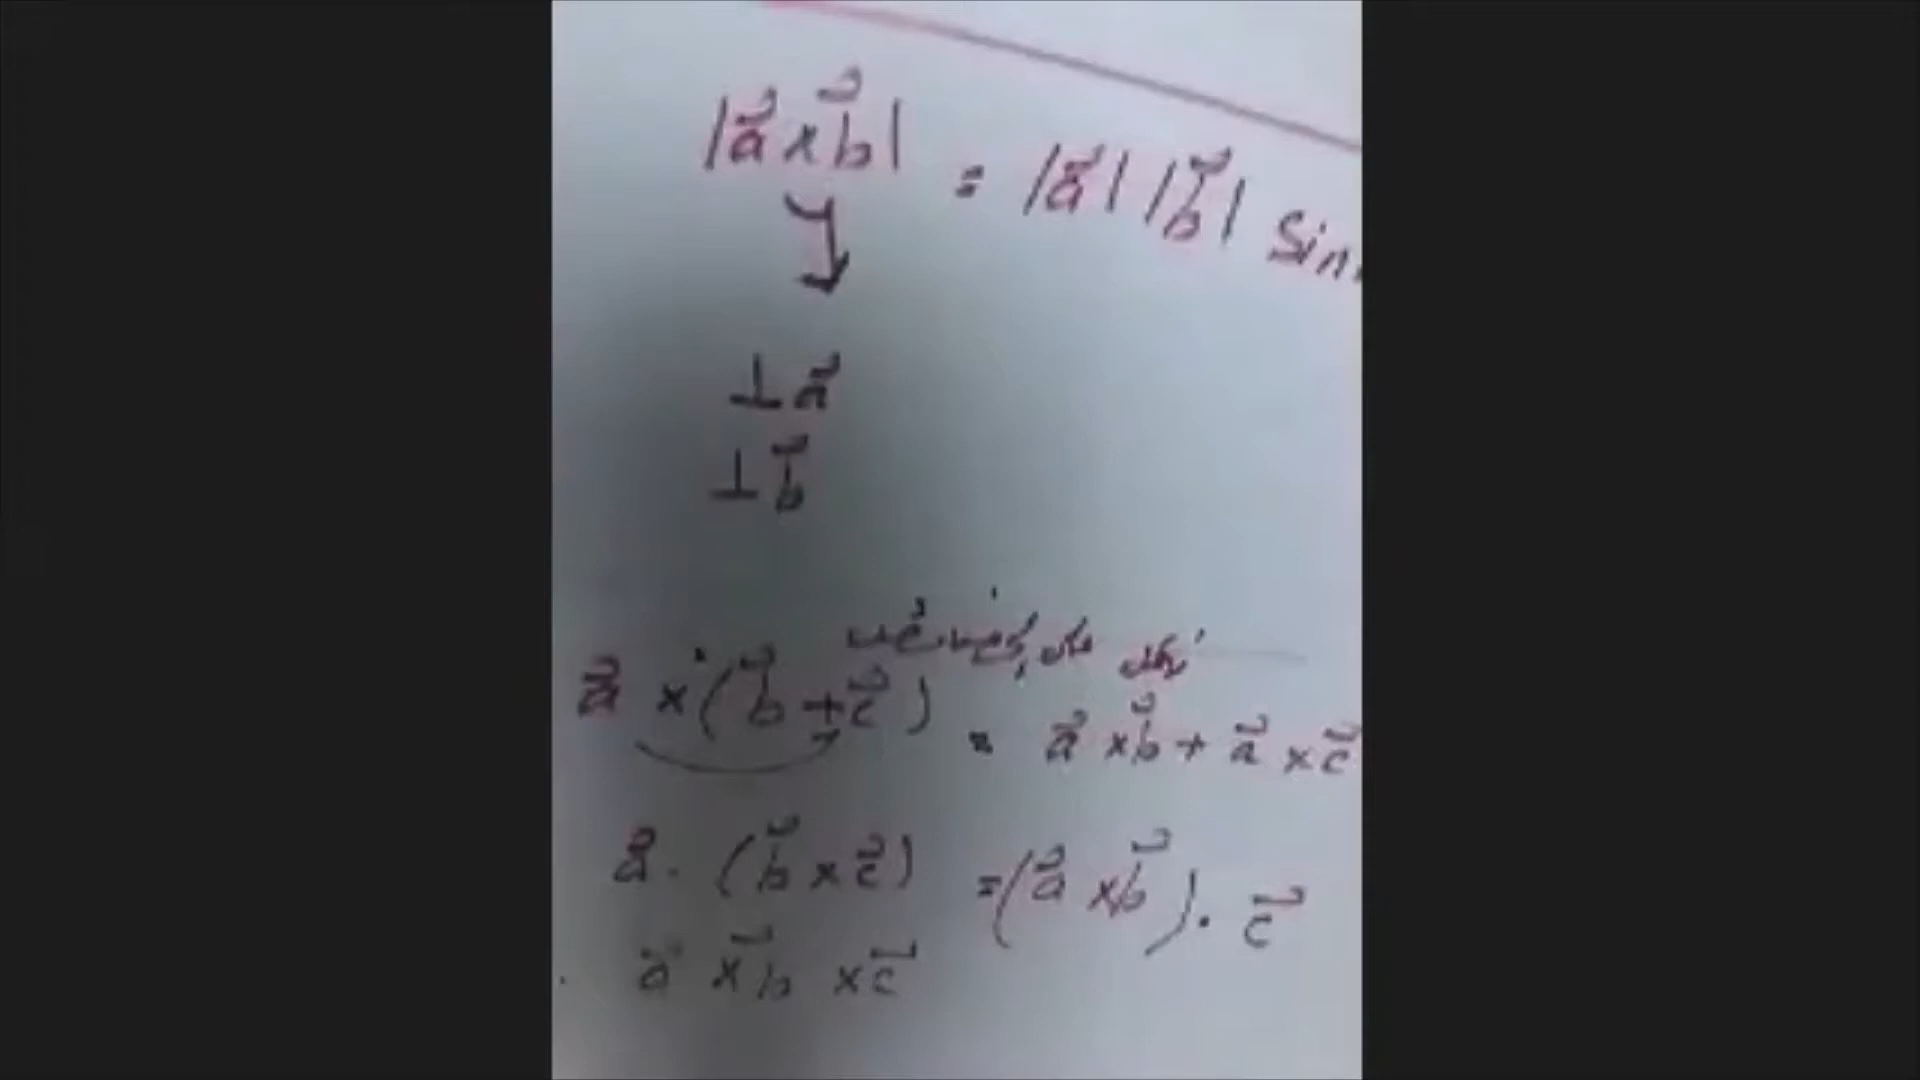 |a⃗ × b⃗| = |a⃗| |b⃗| sin
⊥ a⃗
⊥ b⃗
a⃗ × (b⃗ + c⃗) = a⃗ × b⃗ + a⃗ × c⃗
a⃗ · (b⃗ × c⃗) = (a⃗ × b⃗) · c⃗
a⃗ × b⃗ × c⃗